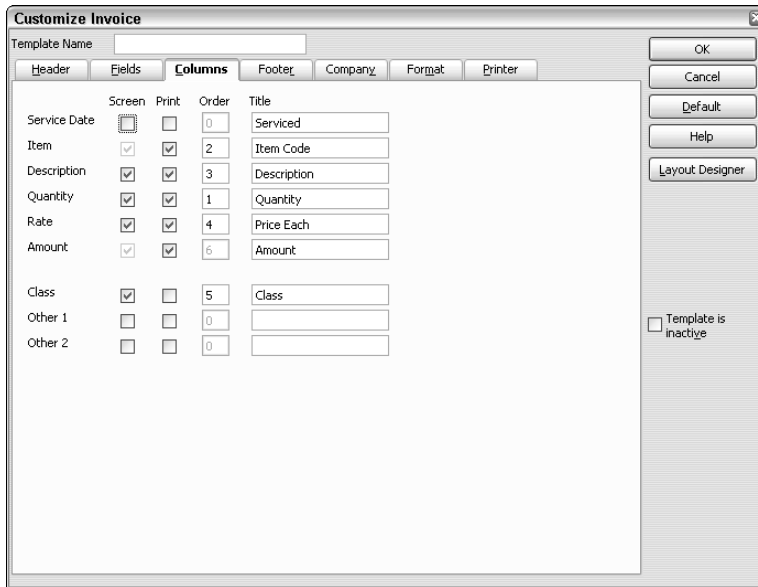 Customize Invoice
Template Name
OK
Header Fields Columns Footer Company Format Printer
Cancel
Screen Print Order Title
Default
Service Date 0 Serviced
Help
Item 2 Item Code
Description 3 Description
Layout Designer
Quantity 1 Quantity
Rate 4 Price Each
Amount 6 Amount
Class 5 Class
Other 1 0
Template is
inactive
Other 2 0